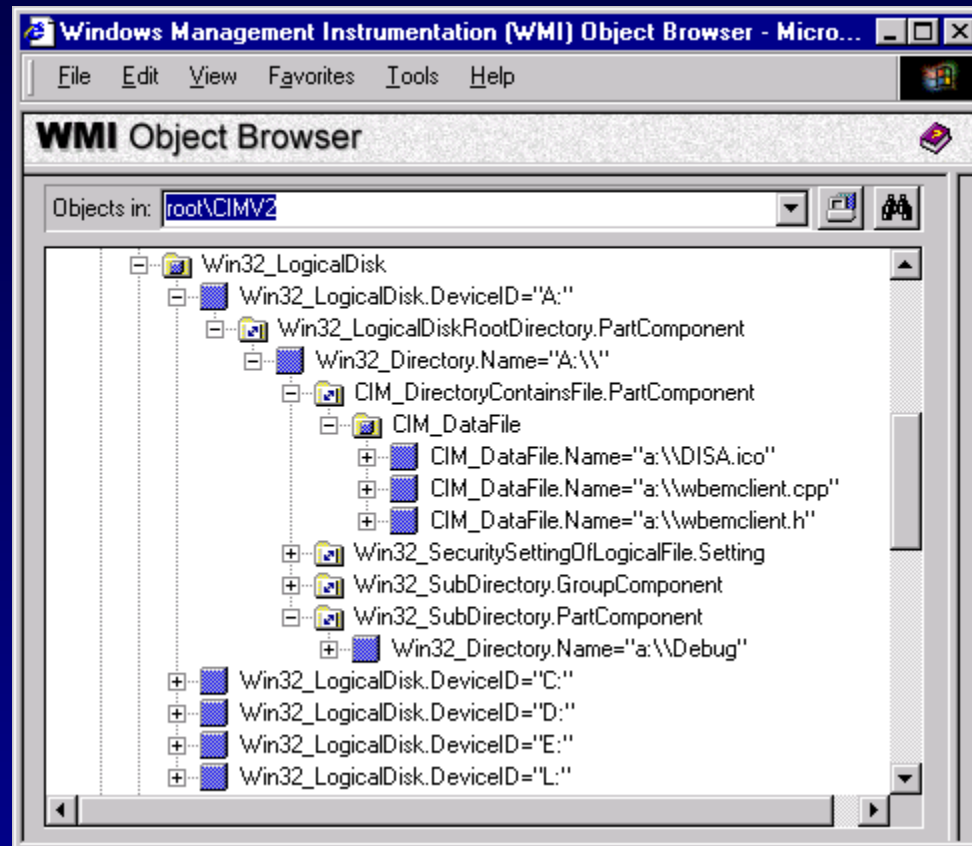 Windows Management Instrumentation (WMI) Object Browser - Micro...
File Edit View Favorites Tools Help
WMI Object Browser
Objects in: root\CIMV2
Win32_LogicalDisk
Win32_LogicalDisk.DeviceID="A:"
Win32_LogicalDiskRootDirectory.PartComponent
Win32_Directory.Name="A:\\"
CIM_DirectoryContainsFile.PartComponent
CIM_DataFile
CIM_DataFile.Name="a:\\DISA.ico"
CIM_DataFile.Name="a:\\wbemclient.cpp"
CIM_DataFile.Name="a:\\wbemclient.h"
Win32_SecuritySettingOfLogicalFile.Setting
Win32_SubDirectory.GroupComponent
Win32_SubDirectory.PartComponent
Win32_Directory.Name="a:\\Debug"
Win32_LogicalDisk.DeviceID="C:"
Win32_LogicalDisk.DeviceID="D:"
Win32_LogicalDisk.DeviceID="E:"
Win32_LogicalDisk.DeviceID="L:"